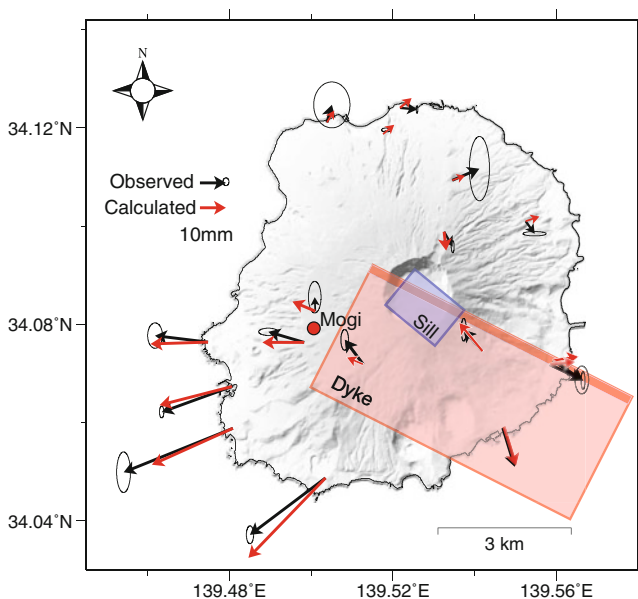 N
34.12°N
Observed
Calculated
10mm
34.08°N
Mogi
Sill
Dyke
34.04°N
3 km
139.48°E
139.52°E
139.56°E